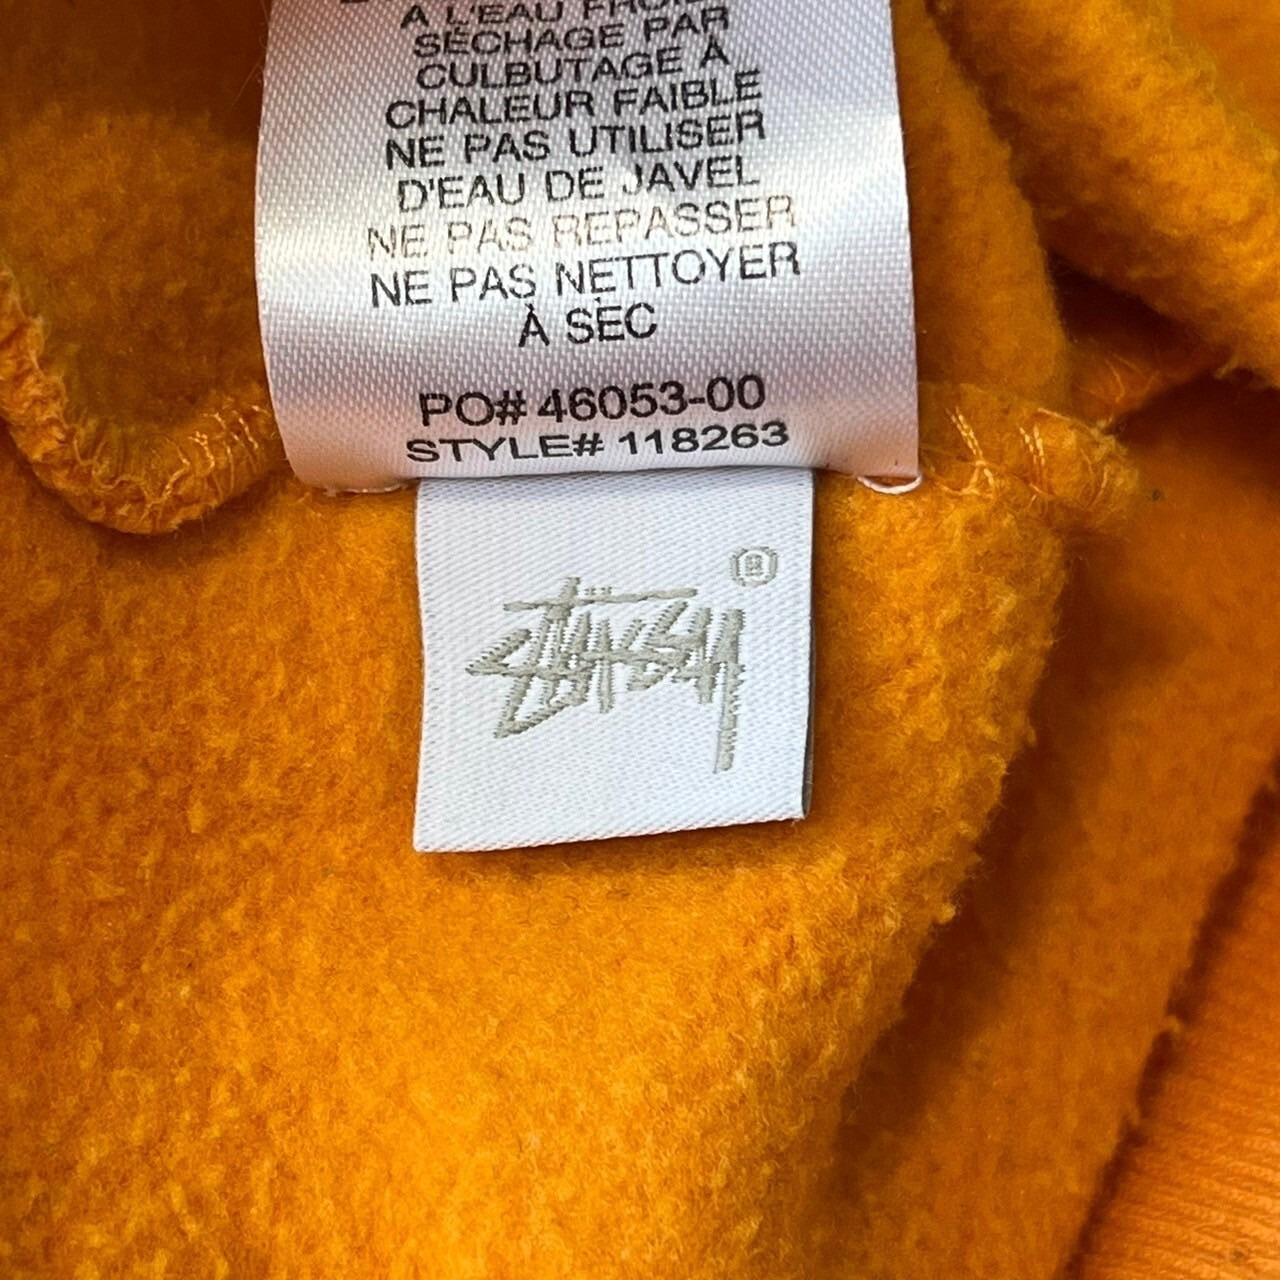 À L'EAU FROIDE
SÉCHAGE PAR
CULBUTAGE À
CHALEUR FAIBLE
NE PAS UTILISER
D'EAU DE JAVEL
NE PAS REPASSER
NE PAS NETTOYER
À SEC
PO# 46053-00
STYLE# 118263
®
Stüssy